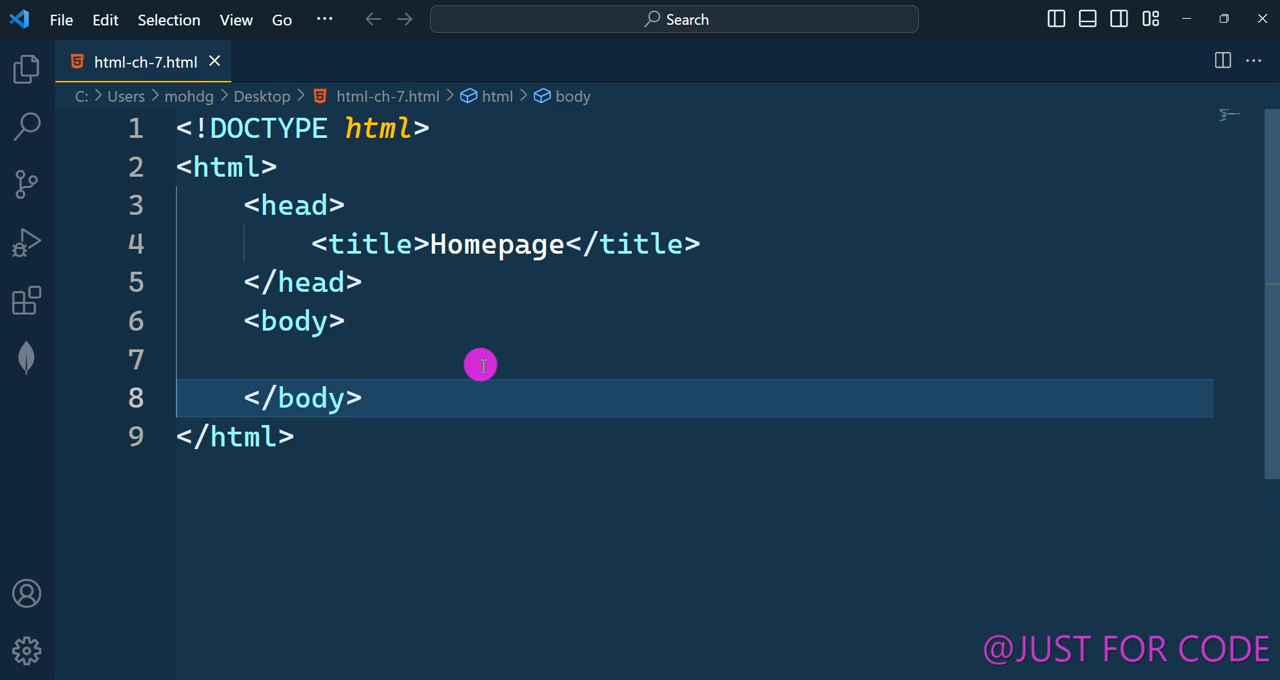 File Edit Selection View Go ··· Search
html-ch-7.html
C: > Users > mohdg > Desktop > html-ch-7.html > html > body
1 <!DOCTYPE html>
2 <html>
3 <head>
4 <title>Homepage</title>
5 </head>
6 <body>
7
8 </body>
9 </html>
@JUST FOR CODE